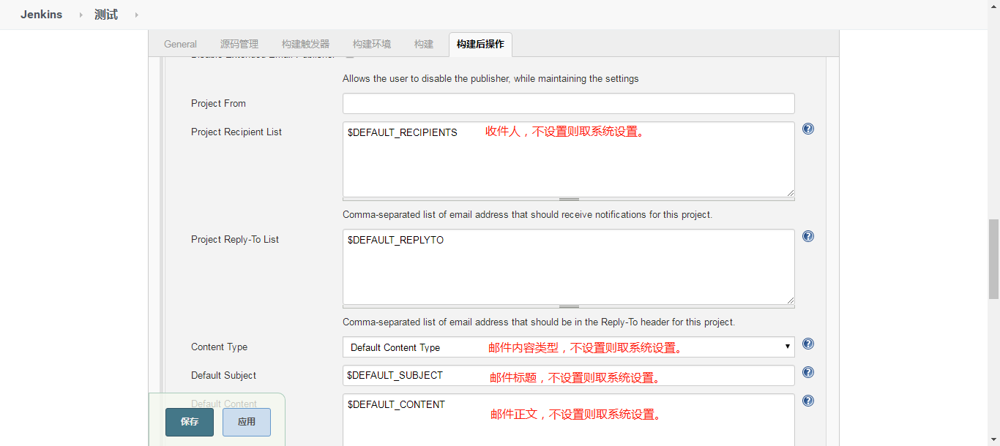 Jenkins 测试
General 源码管理 构建触发器 构建环境 构建 构建后操作
Disable Extended Email Publisher
Allows the user to disable the publisher, while maintaining the settings
Project From
Project Recipient List $DEFAULT_RECIPIENTS 收件人，不设置则取系统设置。
Comma-separated list of email address that should receive notifications for this project.
Project Reply-To List $DEFAULT_REPLYTO
Comma-separated list of email address that should be in the Reply-To header for this project.
Content Type Default Content Type 邮件内容类型，不设置则取系统设置。
Default Subject $DEFAULT_SUBJECT 邮件标题，不设置则取系统设置。
Default Content $DEFAULT_CONTENT 邮件正文，不设置则取系统设置。
保存 应用